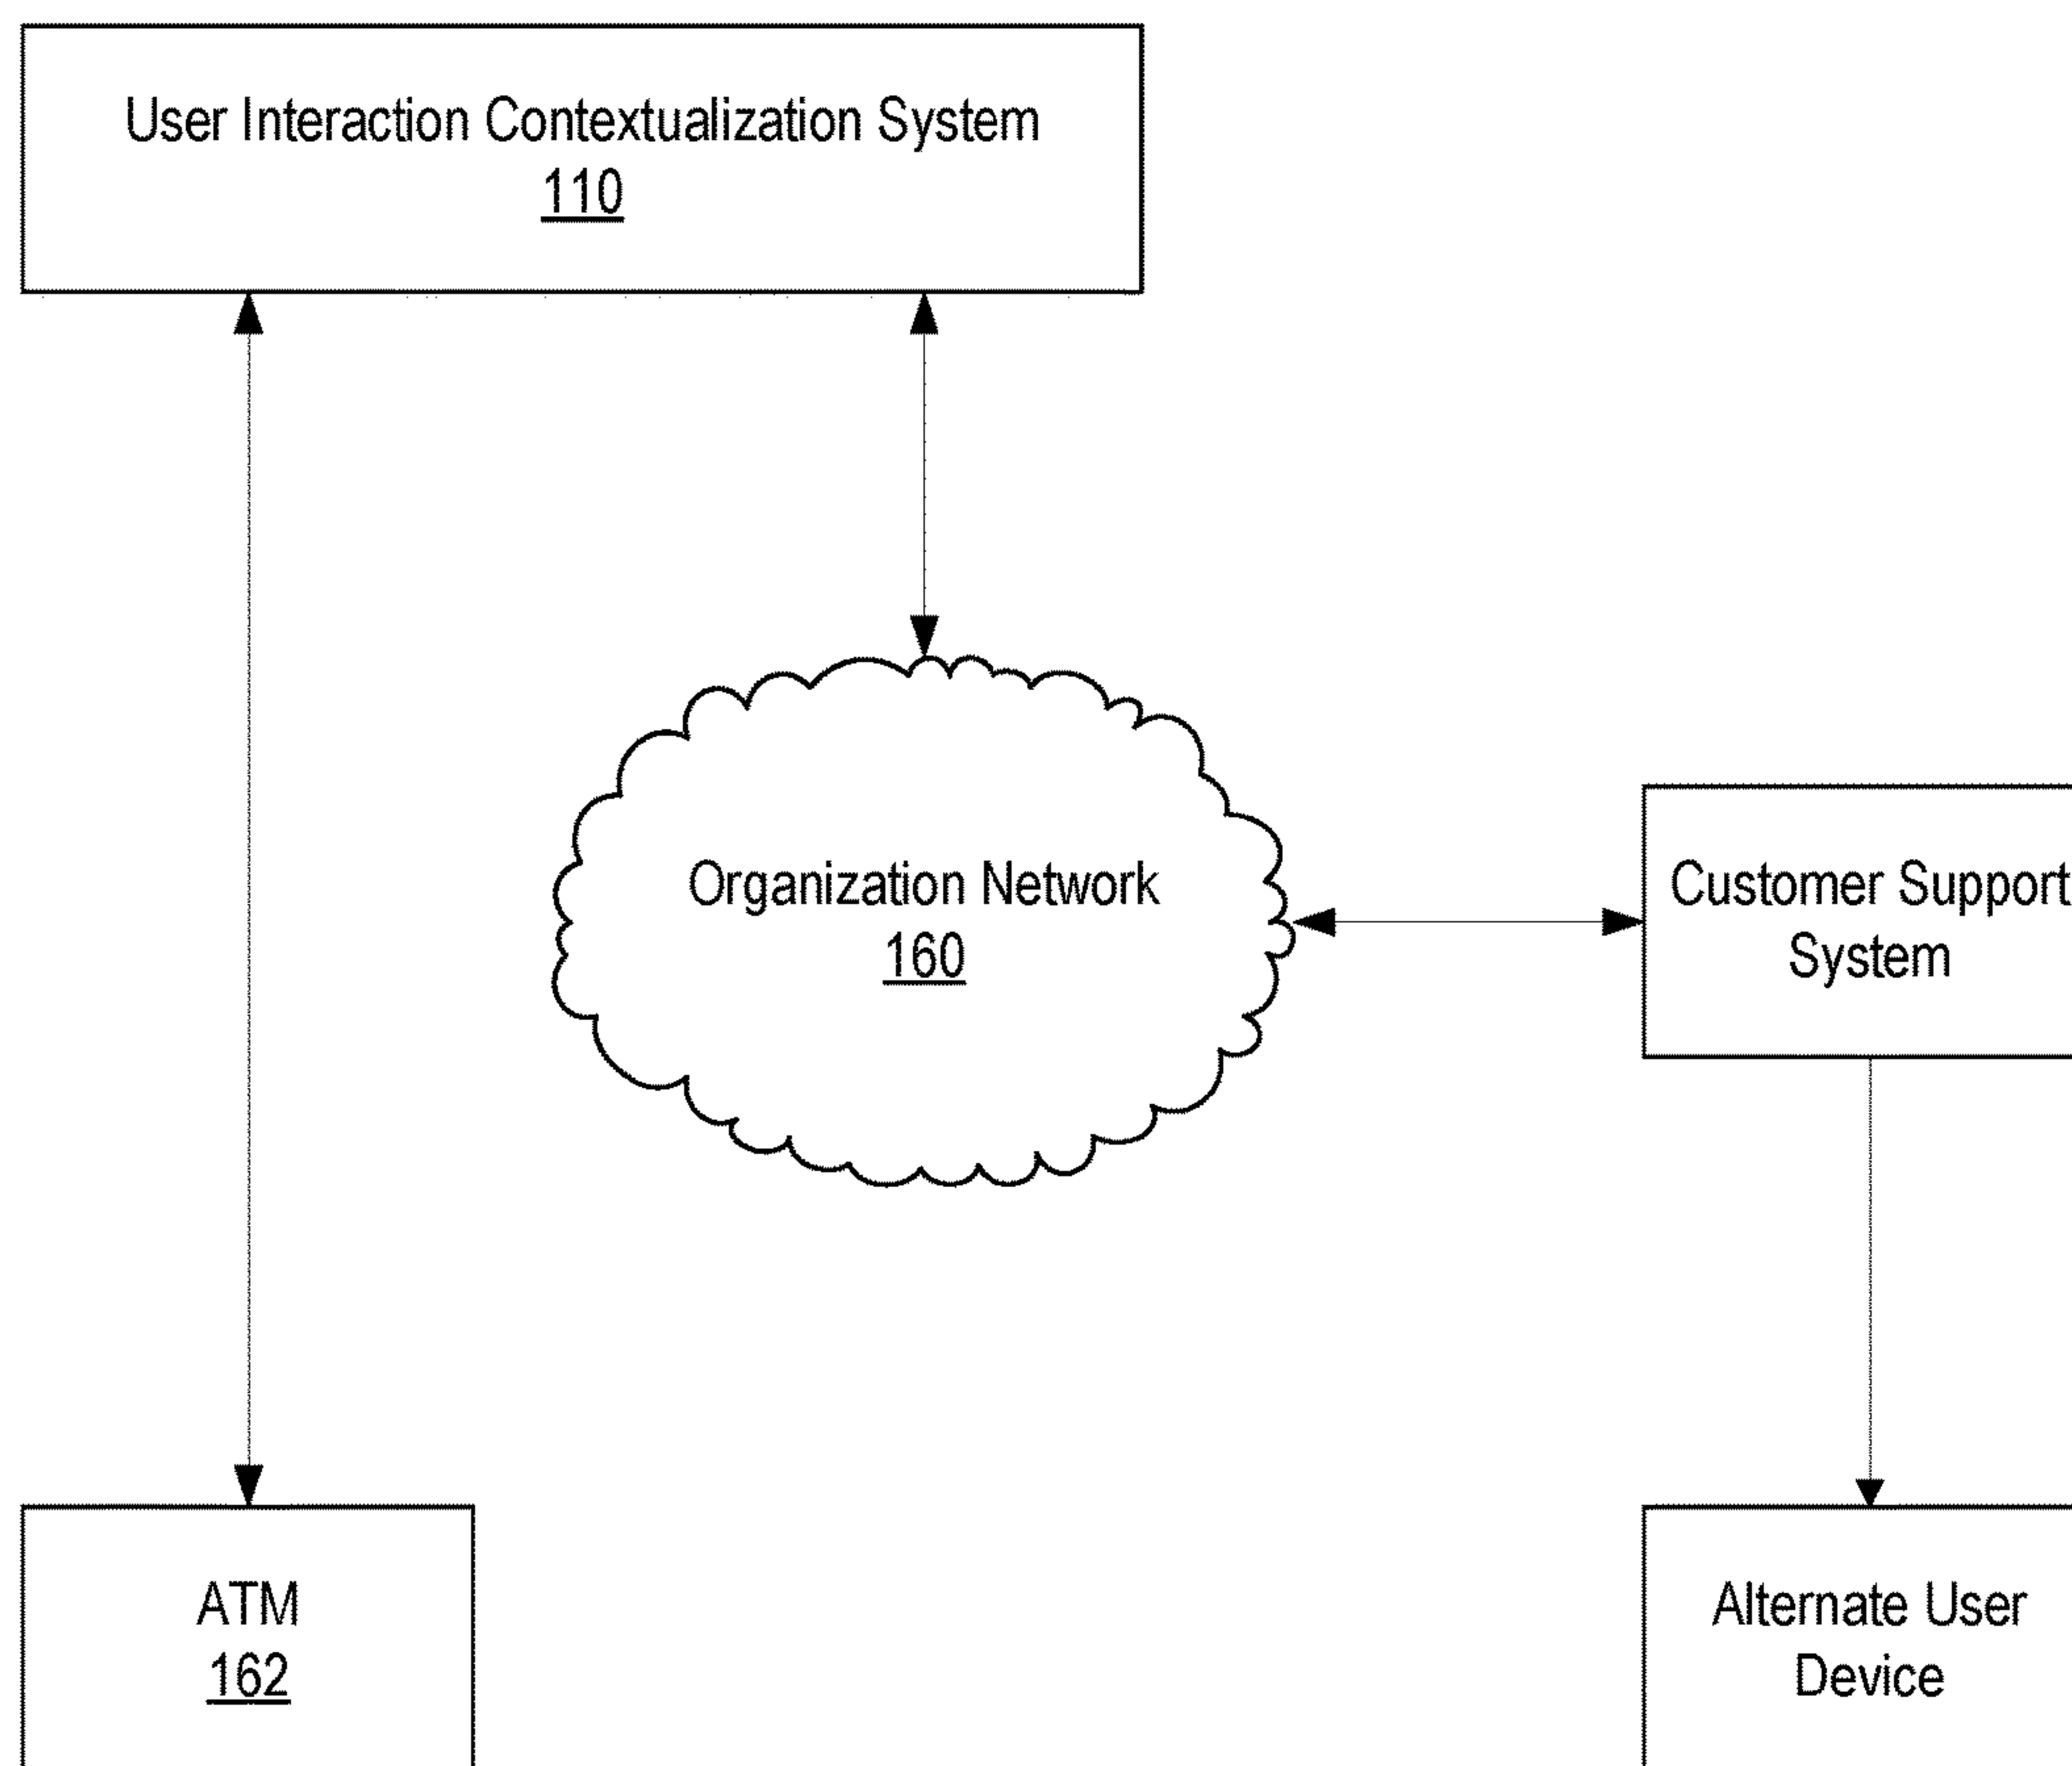 User Interaction Contextualization System
110
Organization Network
160
Customer Support
System
ATM
162
Alternate User
Device